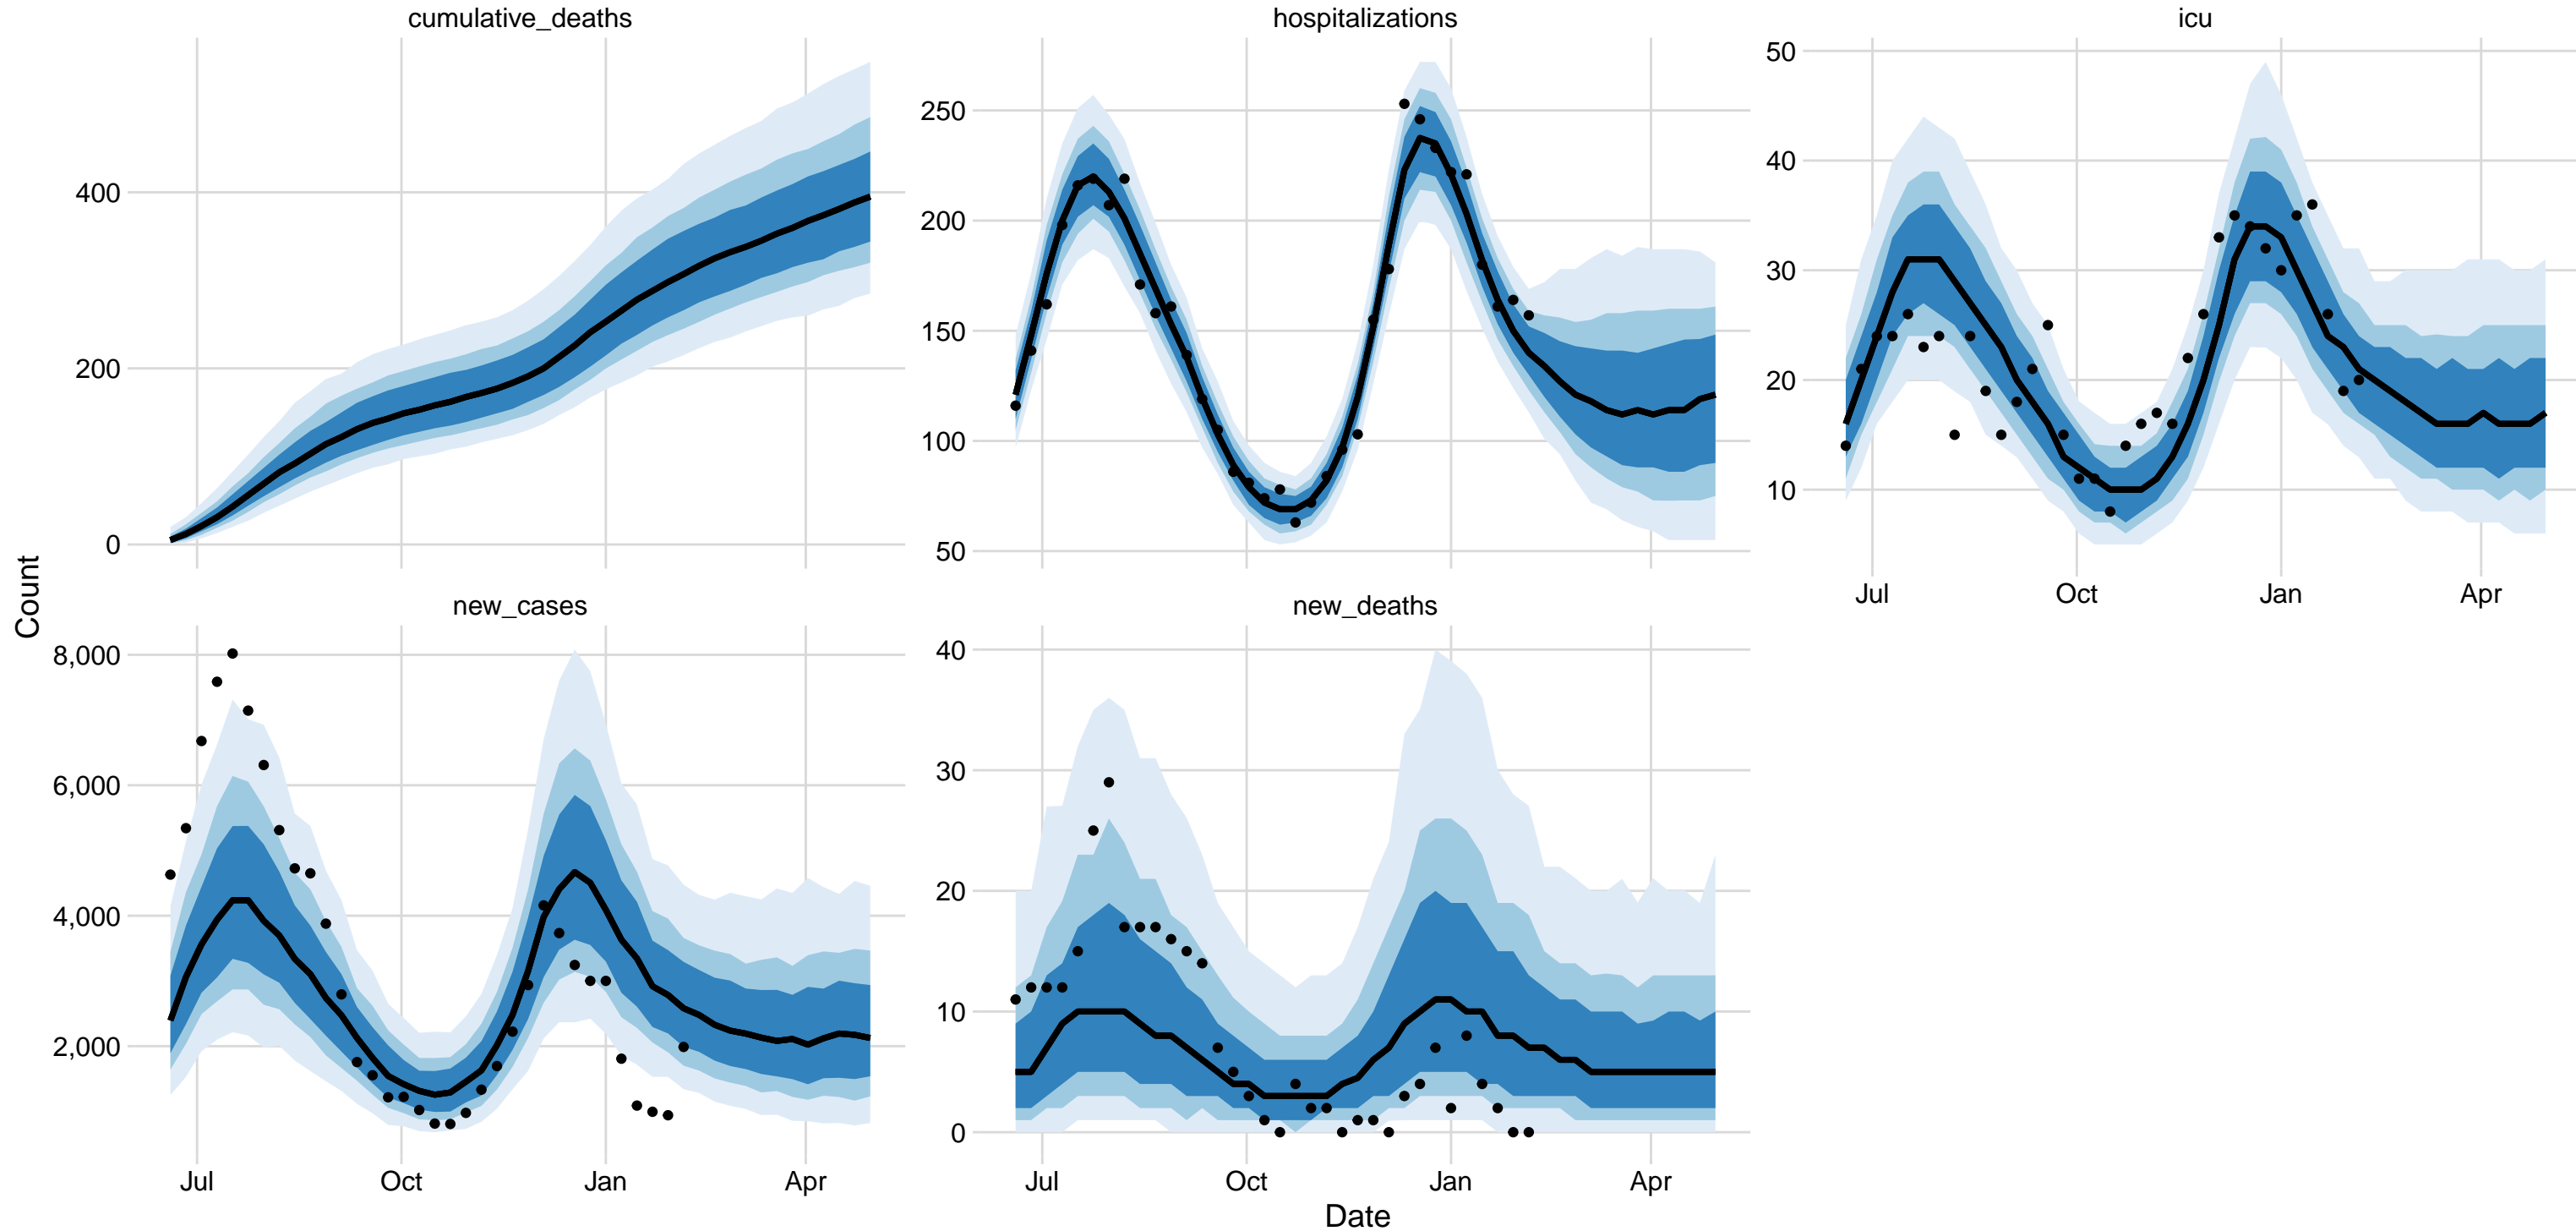 cumulative_deaths
hospitalizations
icu
Count
400
200
0
250
200
150
100
50
50
40
30
20
10
Jul Oct Jan Apr
new_cases
new_deaths
8,000
6,000
4,000
2,000
Jul Oct Jan Apr
40
30
20
10
0
Jul Oct Jan Apr
Date